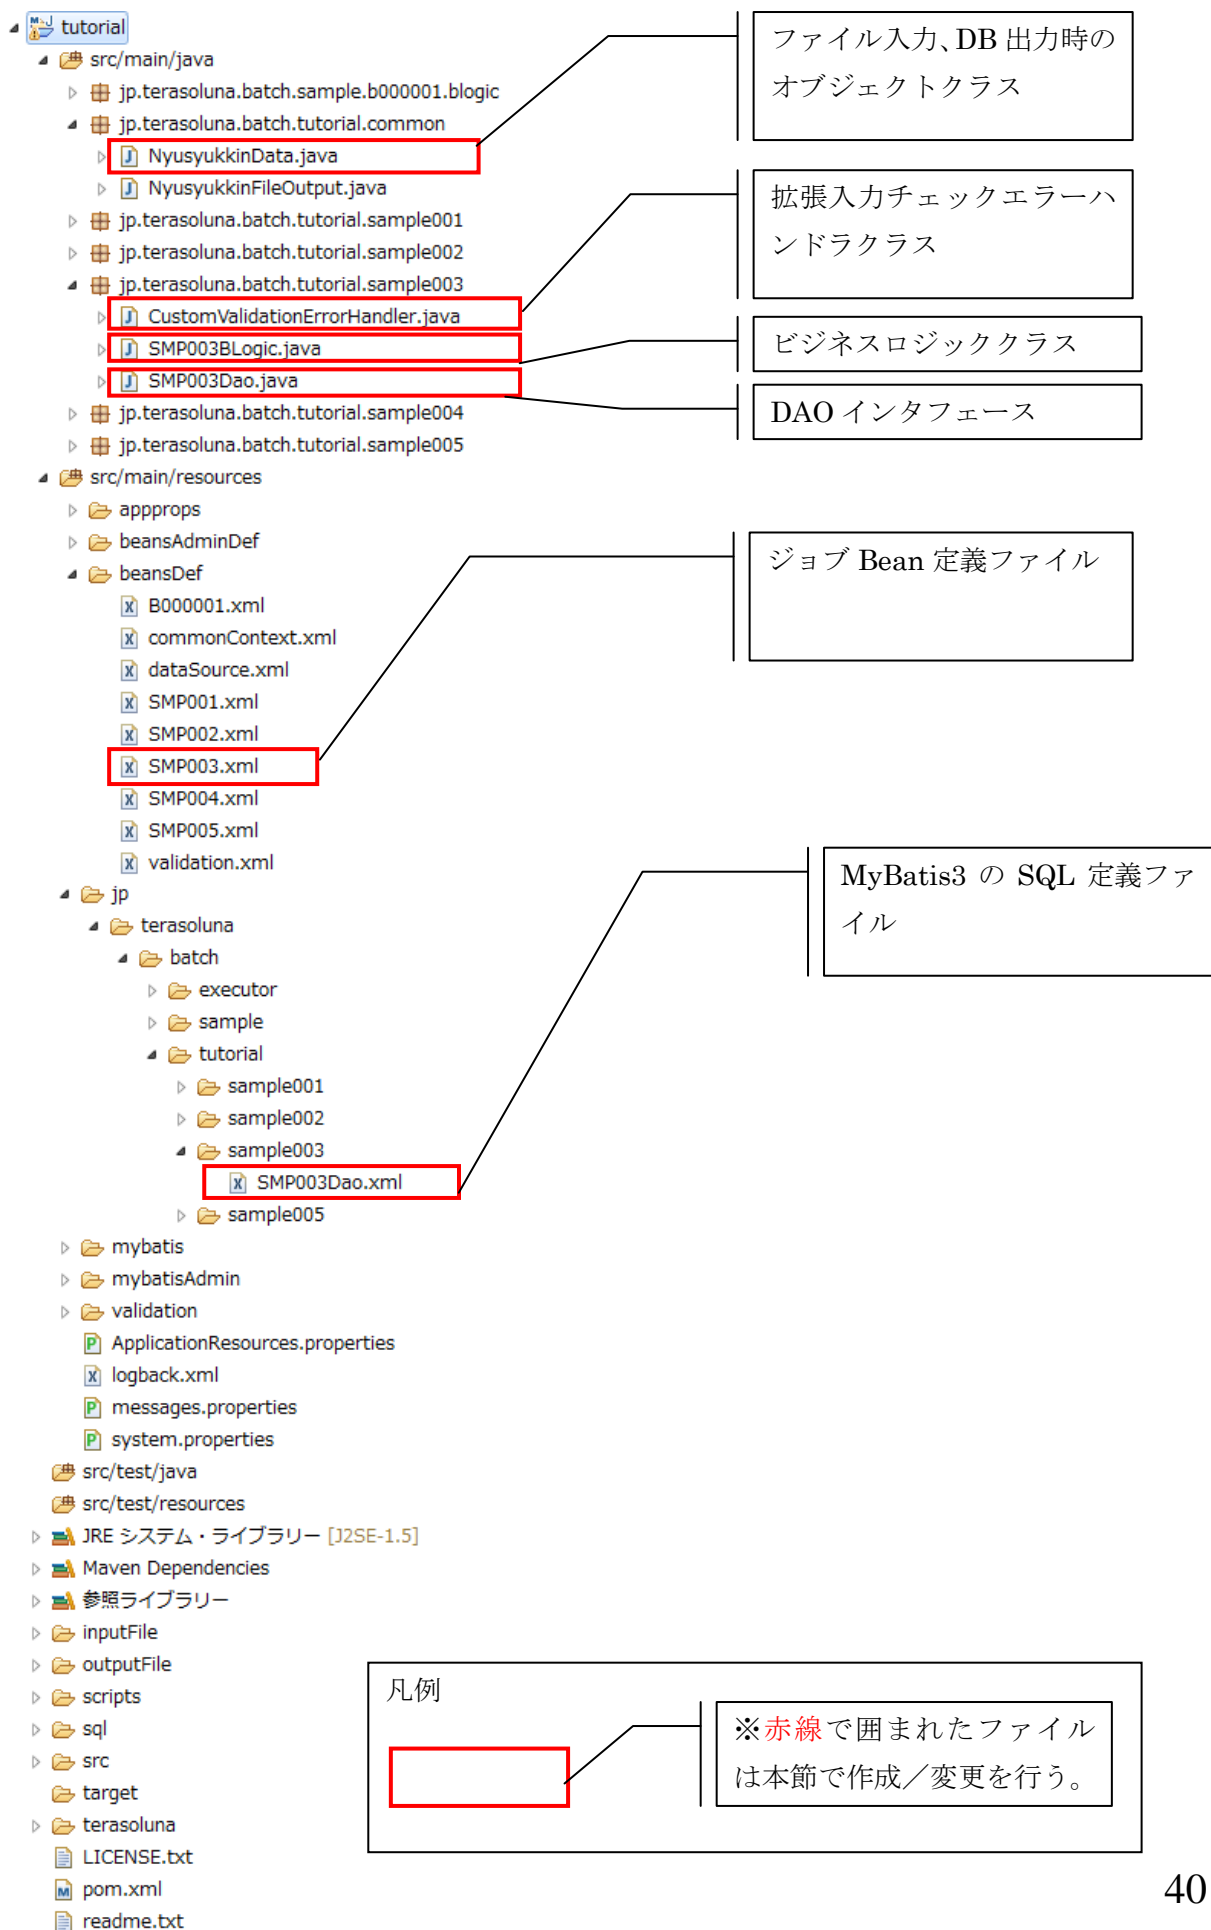 tutorial
src/main/java
jp.terasoluna.batch.sample.b000001.blogic
jp.terasoluna.batch.tutorial.common
NyusyukkinData.java
NyusyukkinFileOutput.java
jp.terasoluna.batch.tutorial.sample001
jp.terasoluna.batch.tutorial.sample002
jp.terasoluna.batch.tutorial.sample003
CustomValidationErrorHandler.java
SMP003BLogic.java
SMP003Dao.java
jp.terasoluna.batch.tutorial.sample004
jp.terasoluna.batch.tutorial.sample005
src/main/resources
appprops
beansAdminDef
beansDef
B000001.xml
commonContext.xml
dataSource.xml
SMP001.xml
SMP002.xml
SMP003.xml
SMP004.xml
SMP005.xml
validation.xml
jp
terasoluna
batch
executor
sample
tutorial
sample001
sample002
sample003
SMP003Dao.xml
sample005
mybatis
mybatisAdmin
validation
ApplicationResources.properties
logback.xml
messages.properties
system.properties
src/test/java
src/test/resources
JRE システム・ライブラリー [J2SE-1.5]
Maven Dependencies
参照ライブラリー
inputFile
outputFile
scripts
sql
src
target
terasoluna
LICENSE.txt
pom.xml
readme.txt
ファイル入力、DB 出力時の
オブジェクトクラス
拡張入力チェックエラーハ
ンドラクラス
ビジネスロジッククラス
DAO インタフェース
ジョブ Bean 定義ファイル
MyBatis3 の SQL 定義ファ
イル
凡例
※赤線で囲まれたファイル
は本節で作成／変更を行う。
40